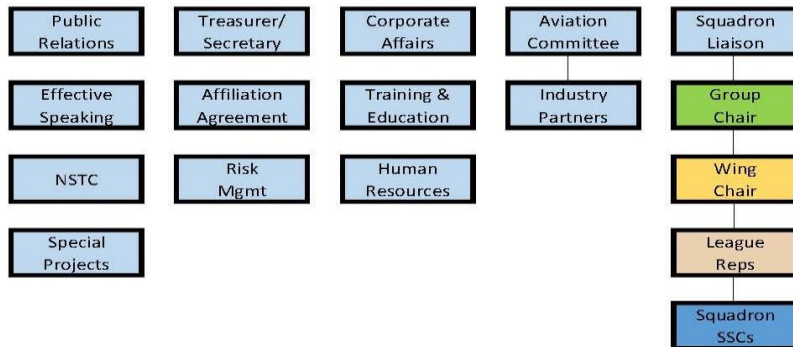 Public
Relations
Treasurer/
Secretary
Corporate
Affairs
Aviation
Committee
Squadron
Liaison
Effective
Speaking
Affiliation
Agreement
Training &
Education
Industry
Partners
Group
Chair
NSTC
Risk
Mgmt
Human
Resources
Wing
Chair
Special
Projects
League
Reps
Squadron
SSCs